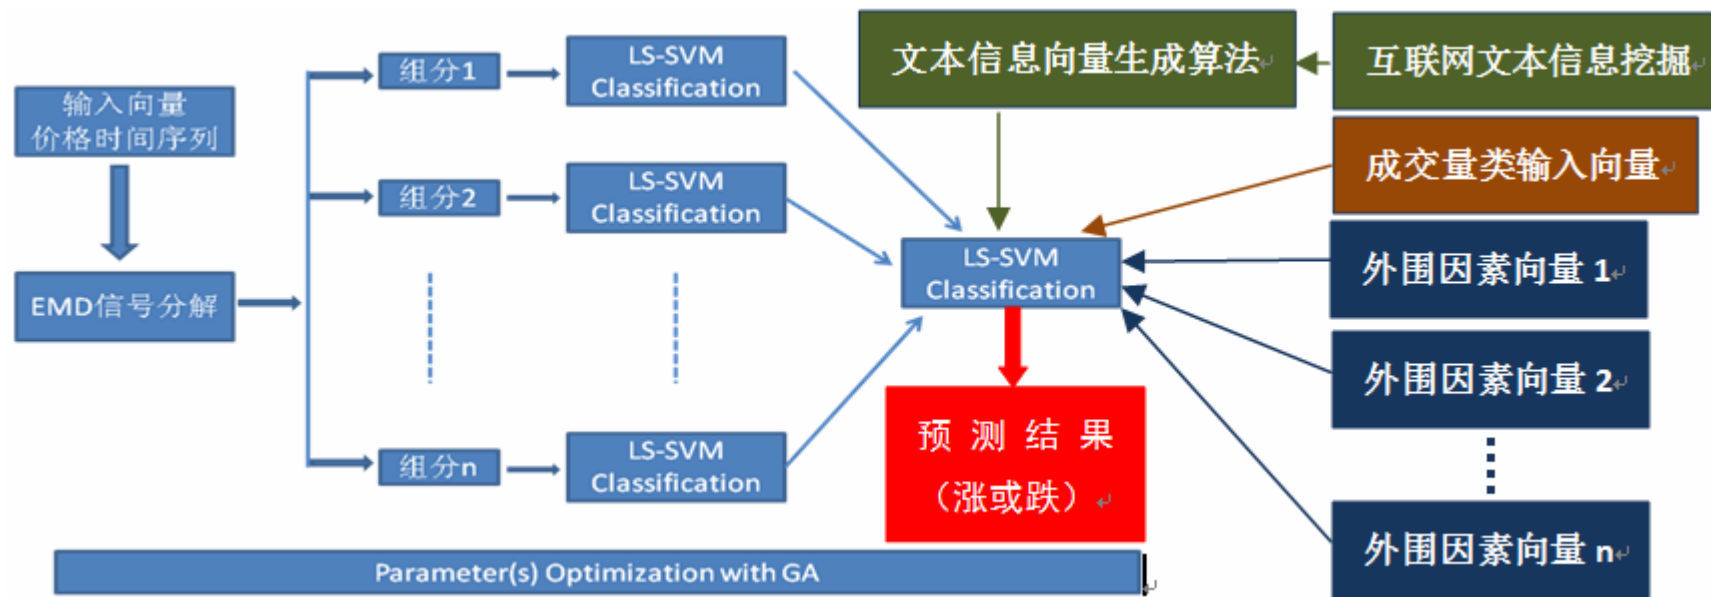 输入向量
价格时间序列
EMD信号分解
组分1
LS-SVM
Classification
组分2
LS-SVM
Classification
组分n
LS-SVM
Classification
文本信息向量生成算法
互联网文本信息挖掘
成交量类输入向量
LS-SVM
Classification
外围因素向量 1
外围因素向量 2
外围因素向量 n
预 测 结 果
（涨或跌）
Parameter(s) Optimization with GA